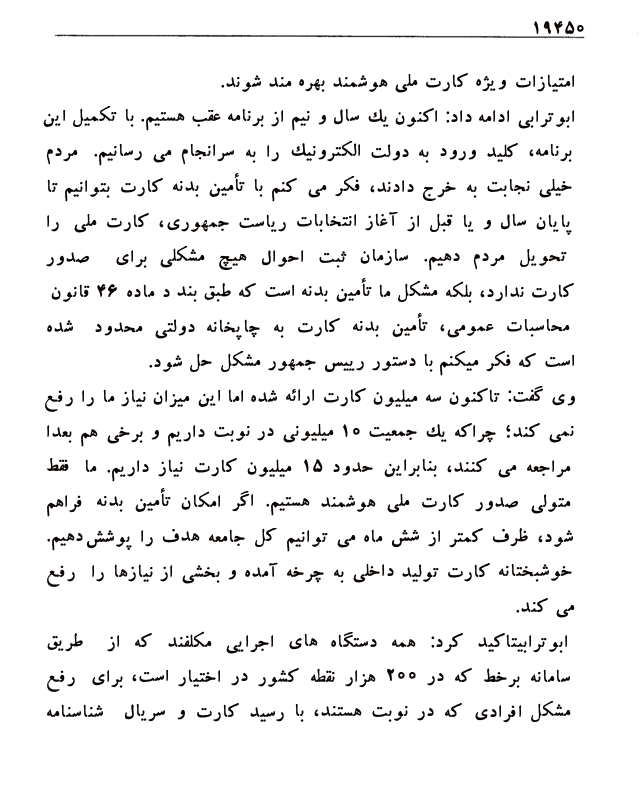 ۱۹۴۵۰
امتیازات ویژه کارت ملی هوشمند بهره مند شوند.
ابوترابی ادامه داد: اکنون یك سال و نیم از برنامه عقب هستیم. با تکمیل این
برنامه، کلید ورود به دولت الکترونیك را به سرانجام می رسانیم. مردم
خیلی نجابت به خرج دادند، فکر می کنم با تأمین بدنه کارت بتوانیم تا
پایان سال و یا قبل از آغاز انتخابات ریاست جمهوری، کارت ملی را
تحویل مردم دهیم. سازمان ثبت احوال هیچ مشکلی برای صدور
کارت ندارد، بلکه مشکل ما تأمین بدنه است که طبق بند د ماده ۴۶ قانون
محاسبات عمومی، تأمین بدنه کارت به چاپخانه دولتی محدود شده
است که فکر میکنم با دستور رییس جمهور مشکل حل شود.
وی گفت: تاکنون سه میلیون کارت ارائه شده اما این میزان نیاز ما را رفع
نمی کند؛ چراکه یك جمعیت ۱۰ میلیونی در نوبت داریم و برخی هم بعدا
مراجعه می کنند، بنابراین حدود ۱۵ میلیون کارت نیاز داریم. ما فقط
متولی صدور کارت ملی هوشمند هستیم. اگر امکان تأمین بدنه فراهم
شود، ظرف کمتر از شش ماه می توانیم کل جامعه هدف را پوشش دهیم.
خوشبختانه کارت تولید داخلی به چرخه آمده و بخشی از نیازها را رفع
می کند.
ابوترابیتاکید کرد: همه دستگاه های اجرایی مکلفند که از طریق
سامانه برخط که در ۲۰۰ هزار نقطه کشور در اختیار است، برای رفع
مشکل افرادی که در نوبت هستند، با رسید کارت و سریال شناسنامه